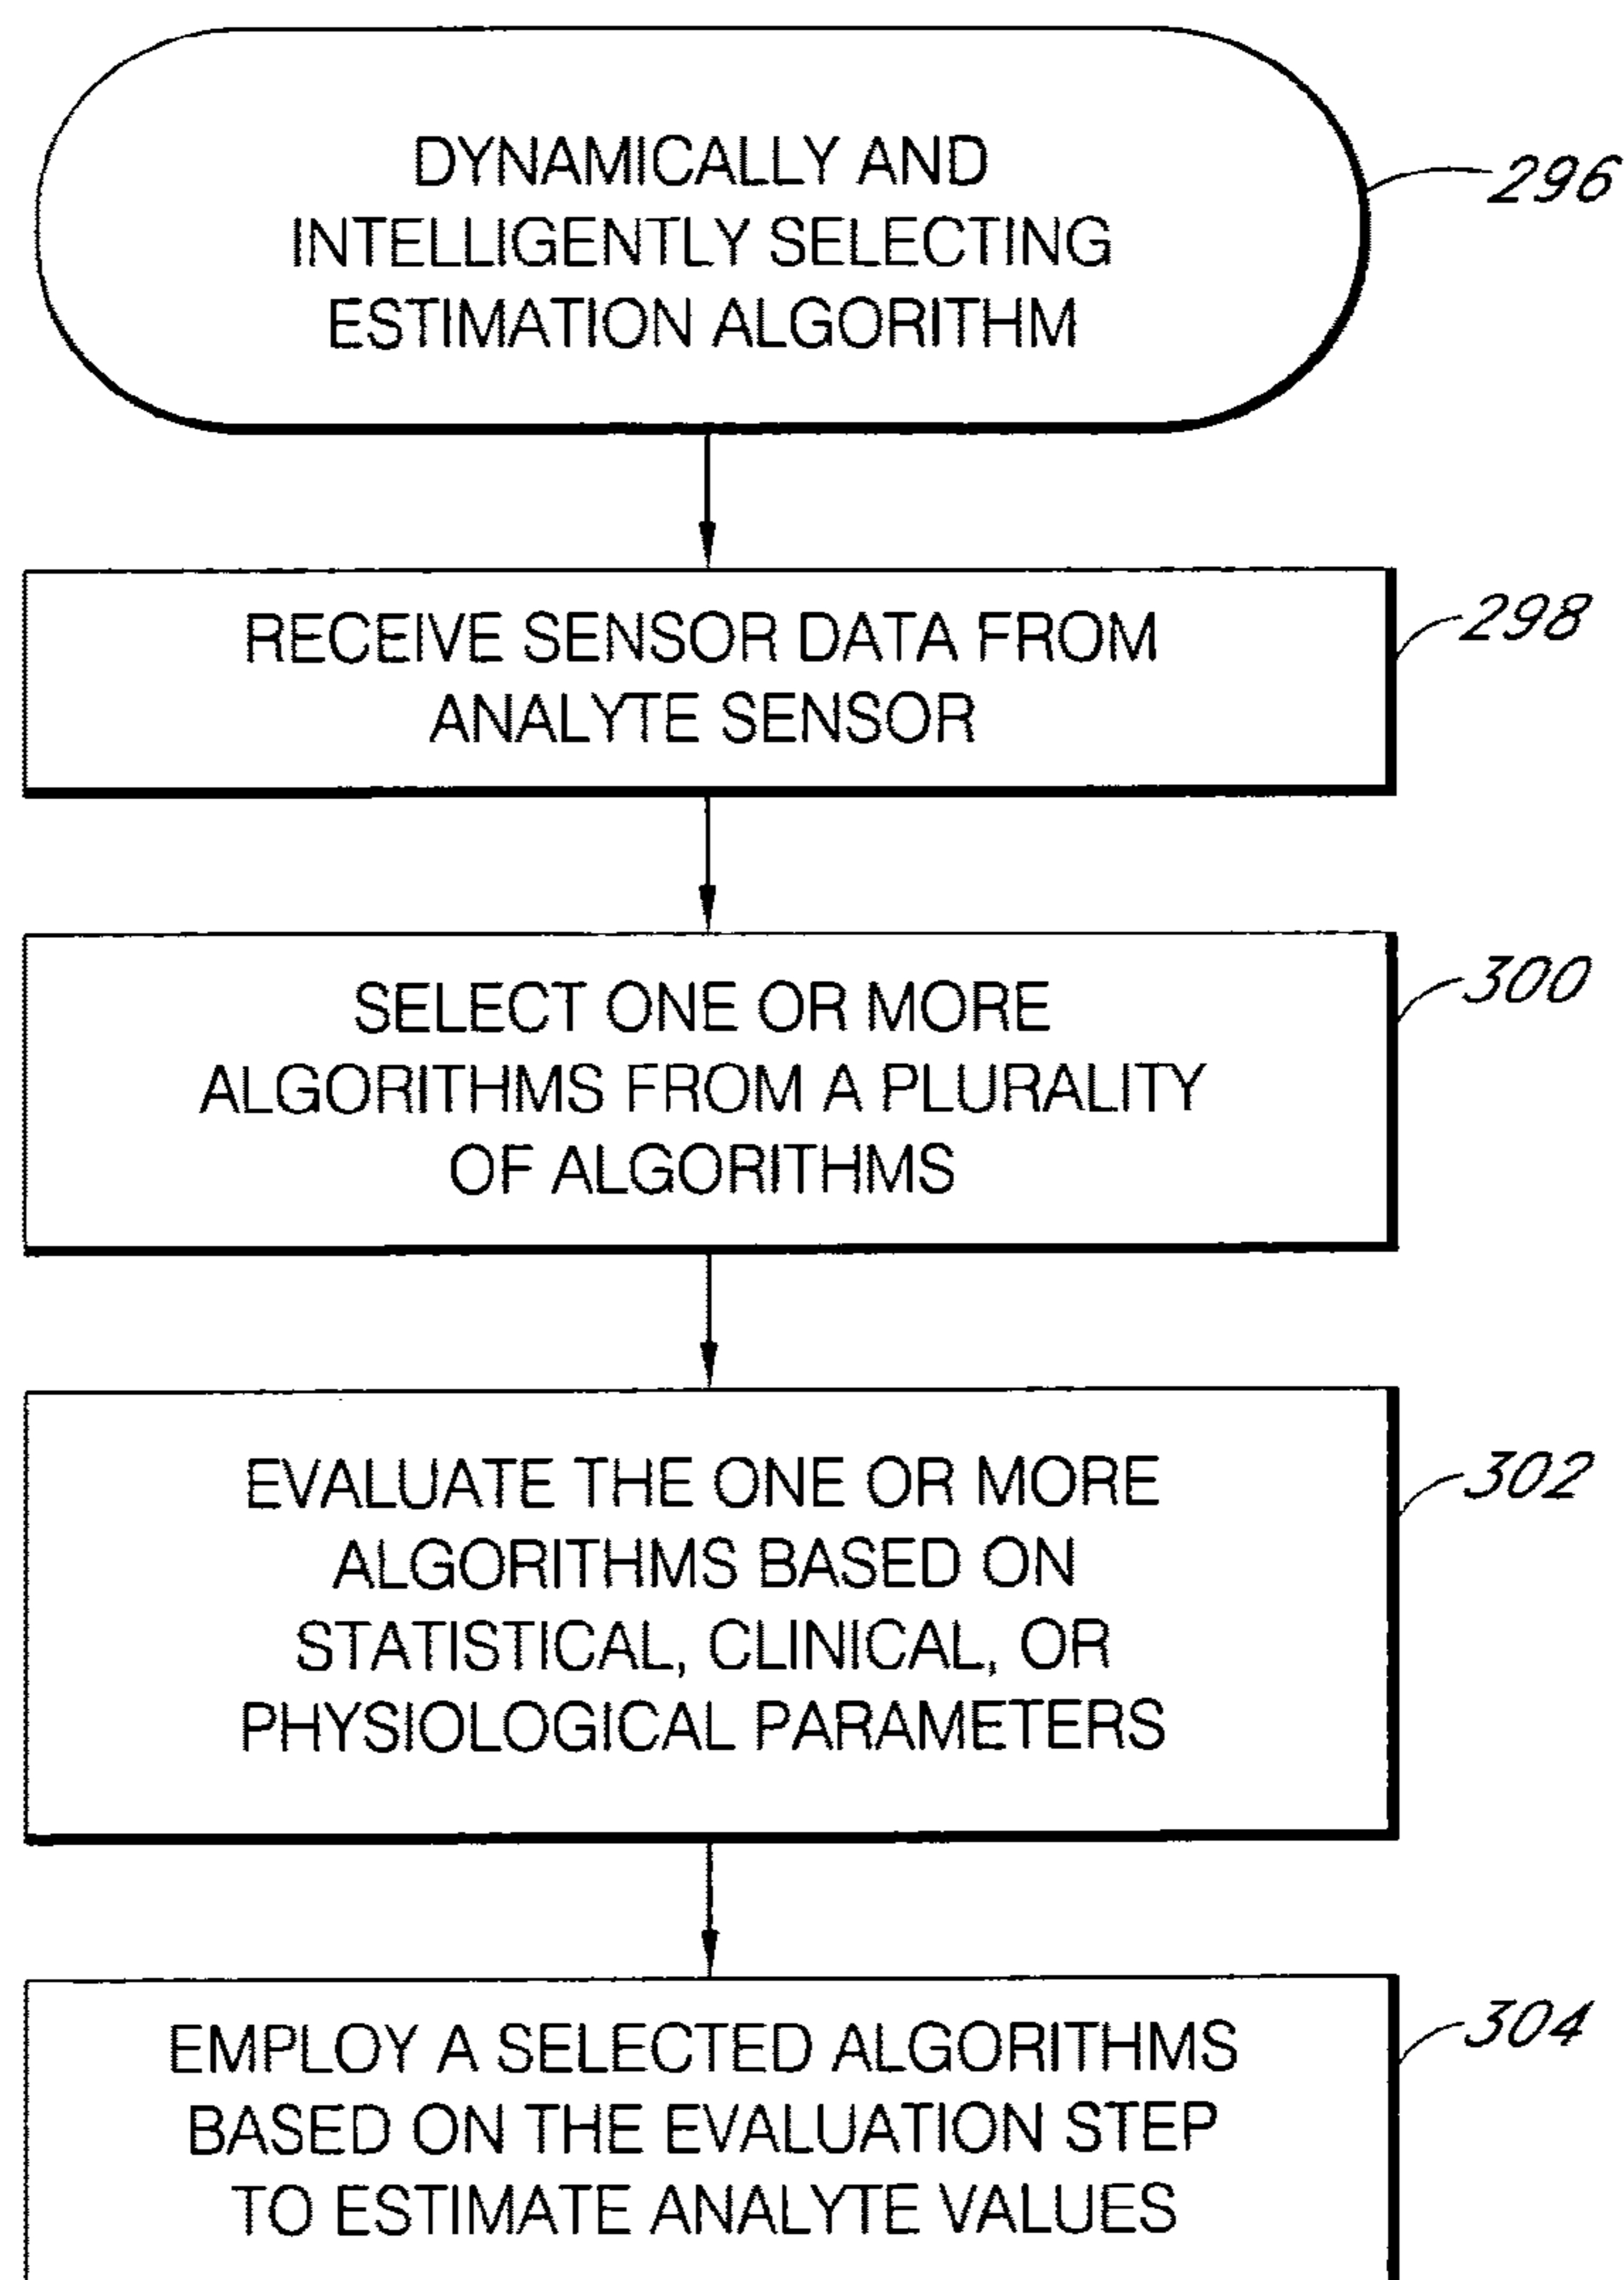 DYNAMICALLY AND
INTELLIGENTLY SELECTING
ESTIMATION ALGORITHM
296
RECEIVE SENSOR DATA FROM
ANALYTE SENSOR
298
SELECT ONE OR MORE
ALGORITHMS FROM A PLURALITY
OF ALGORITHMS
300
EVALUATE THE ONE OR MORE
ALGORITHMS BASED ON
STATISTICAL, CLINICAL, OR
PHYSIOLOGICAL PARAMETERS
302
EMPLOY A SELECTED ALGORITHMS
BASED ON THE EVALUATION STEP
TO ESTIMATE ANALYTE VALUES
304